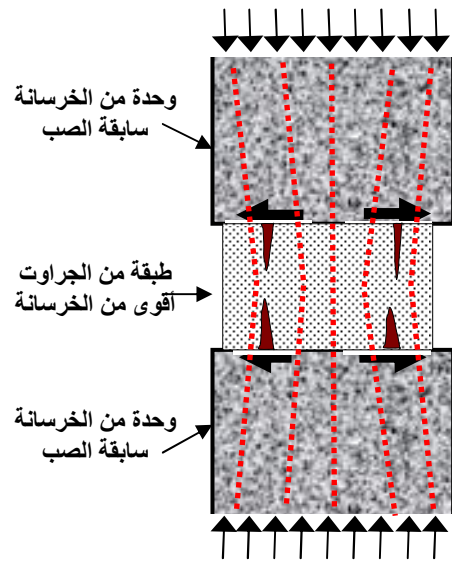 وحدة من الخرسانة
سابقة الصب
طبقة من الجراوت
أقوى من الخرسانة
وحدة من الخرسانة
سابقة الصب